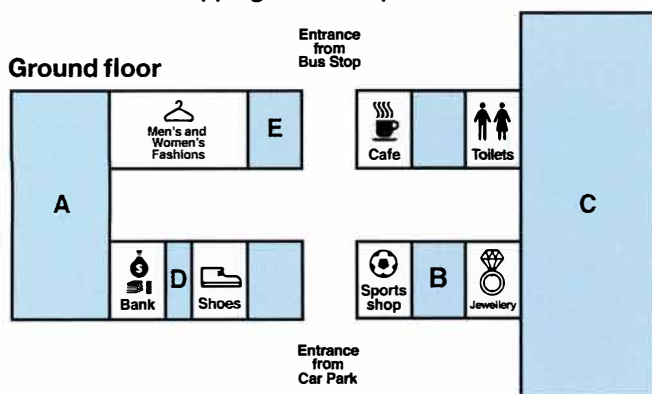 Entrance
from
Bus Stop
Ground floor
Men's and
Women's
Fashions
E
Cafe
Toilets
A
C
$
Bank
D
Shoes
Sports
shop
B
Jewellery
Entrance
from
Car Park